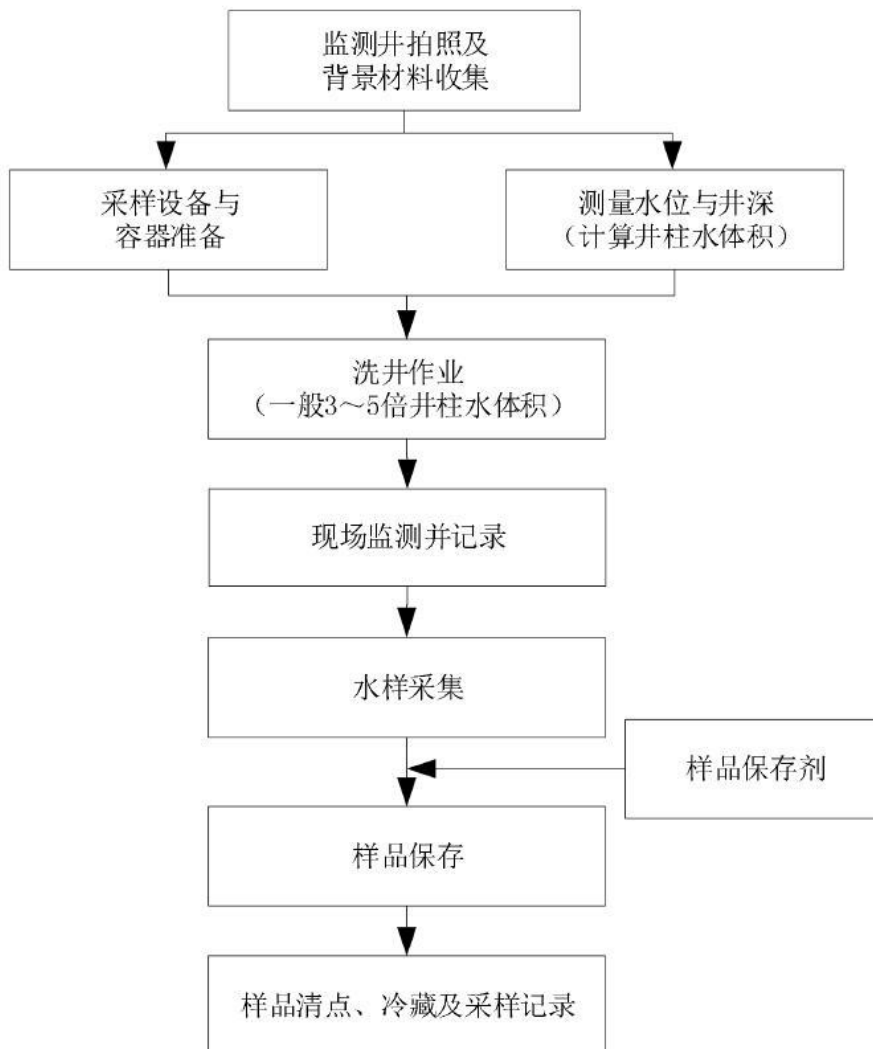 监测井拍照及
背景材料收集
采样设备与
容器准备
测量水位与井深
（计算井柱水体积）
洗井作业
（一般3～5倍井柱水体积）
现场监测并记录
水样采集
样品保存剂
样品保存
样品清点、冷藏及采样记录